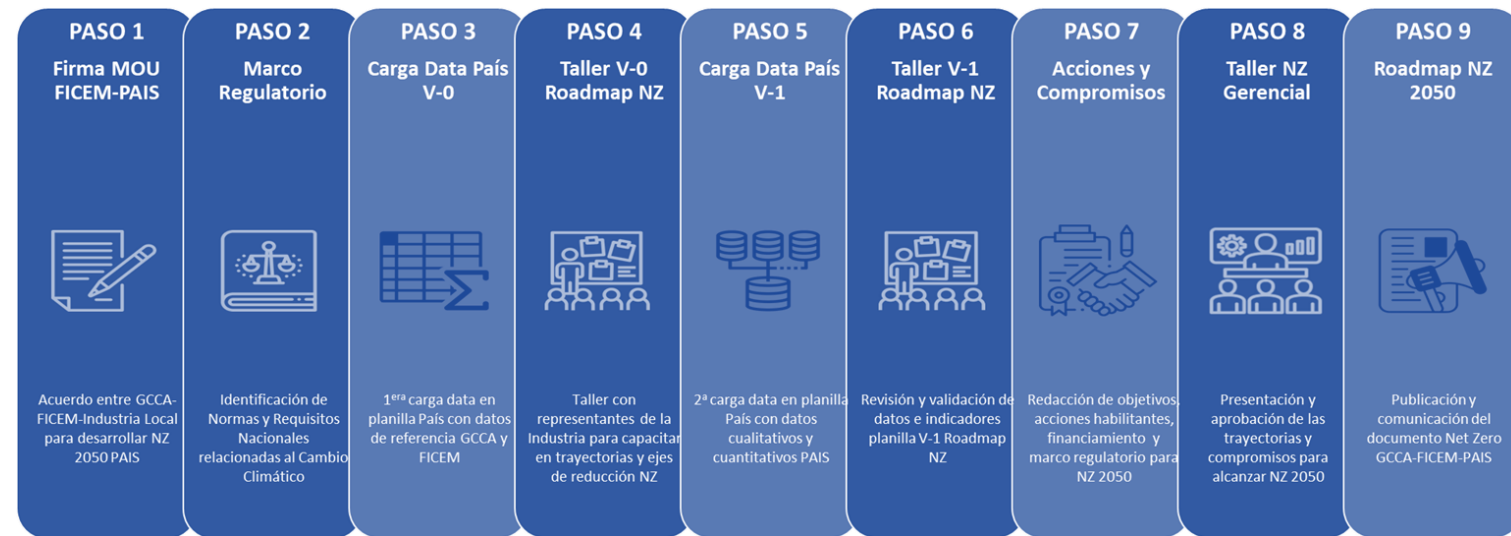 PASO 1
Firma MOU
FICEM-PAIS
Acuerdo entre GCCA-
FICEM-Industria Local
para desarrollar NZ
2050 PAIS
PASO 2
Marco
Regulatorio
Identificación de
Normas y Requisitos
Nacionales
relacionadas al Cambio
Climático
PASO 3
Carga Data País
V-0
1era carga data en
planilla País con datos
de referencia GCCA y
FICEM
PASO 4
Taller V-0
Roadmap NZ
Taller con
representantes de la
Industria para capacitar
en trayectorias y ejes
de reducción NZ
PASO 5
Carga Data País
V-1
2ª carga data en planilla
País con datos
cualitativos y
cuantitativos PAIS
PASO 6
Taller V-1
Roadmap NZ
Revisión y validación de
datos e indicadores
planilla V-1 Roadmap
NZ
PASO 7
Acciones y
Compromisos
Redacción de objetivos,
acciones habilitantes,
financiamiento y
marco regulatorio para
NZ 2050
PASO 8
Taller NZ
Gerencial
Presentación y
aprobación de las
trayectorias y
compromisos para
alcanzar NZ 2050
PASO 9
Roadmap NZ
2050
Publicación y
comunicación del
documento Net Zero
GCCA-FICEM-PAIS